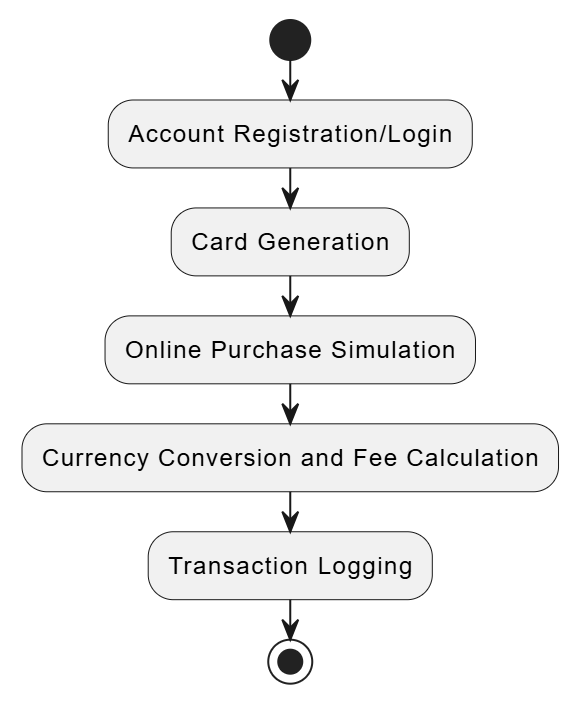 Account Registration/Login
Card Generation
Online Purchase Simulation
Currency Conversion and Fee Calculation
Transaction Logging